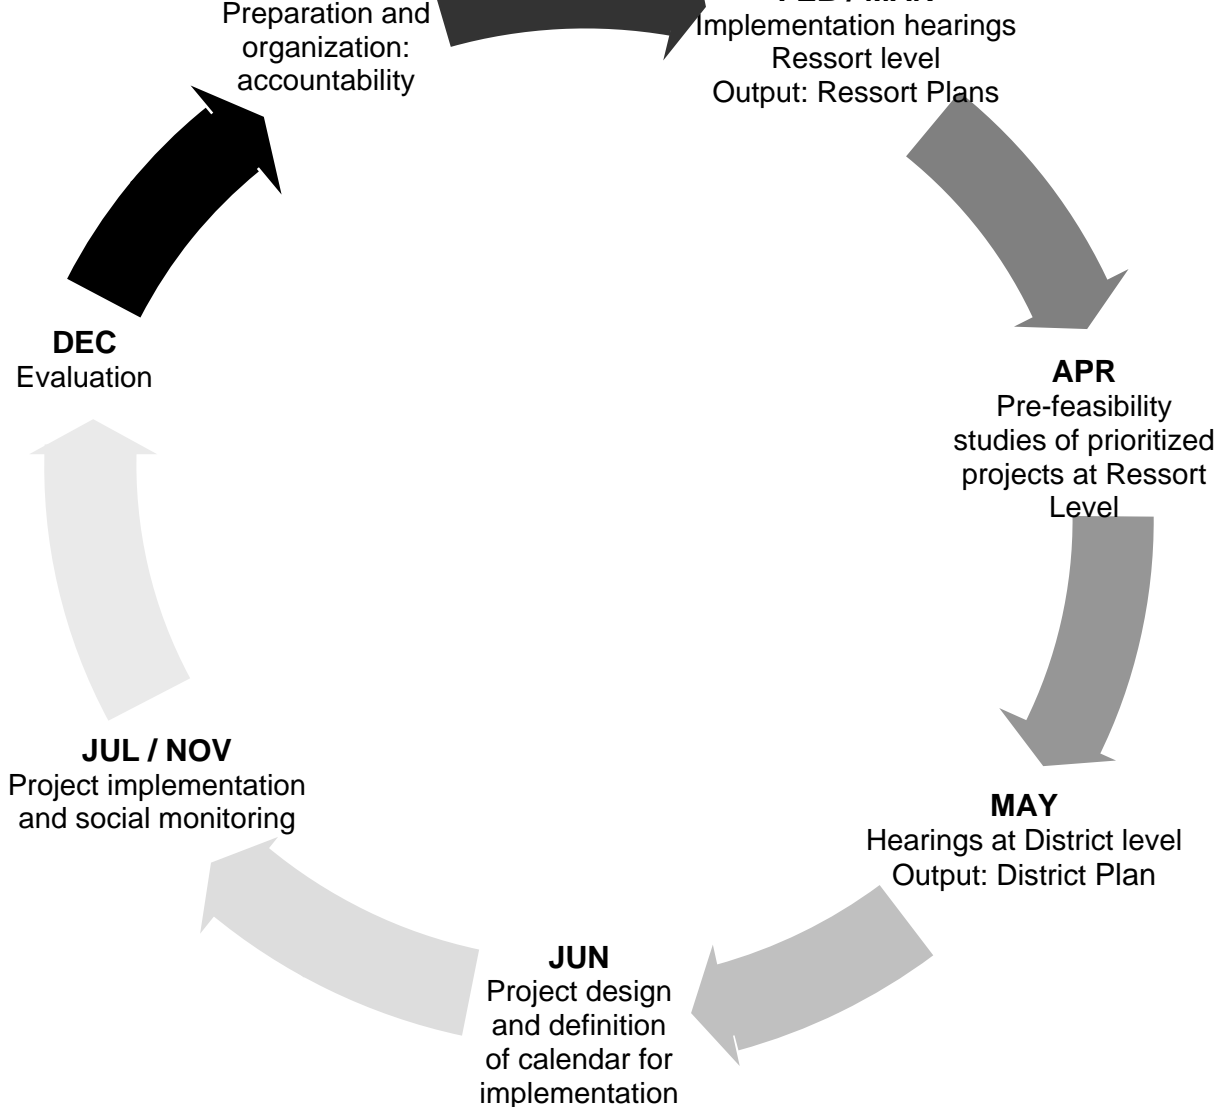 Preparation and
organization:
accountability
FEB / MAR
Implementation hearings
Ressort level
Output: Ressort Plans
APR
Pre-feasibility
studies of prioritized
projects at Ressort
Level
MAY
Hearings at District level
Output: District Plan
JUN
Project design
and definition
of calendar for
implementation
JUL / NOV
Project implementation
and social monitoring
DEC
Evaluation